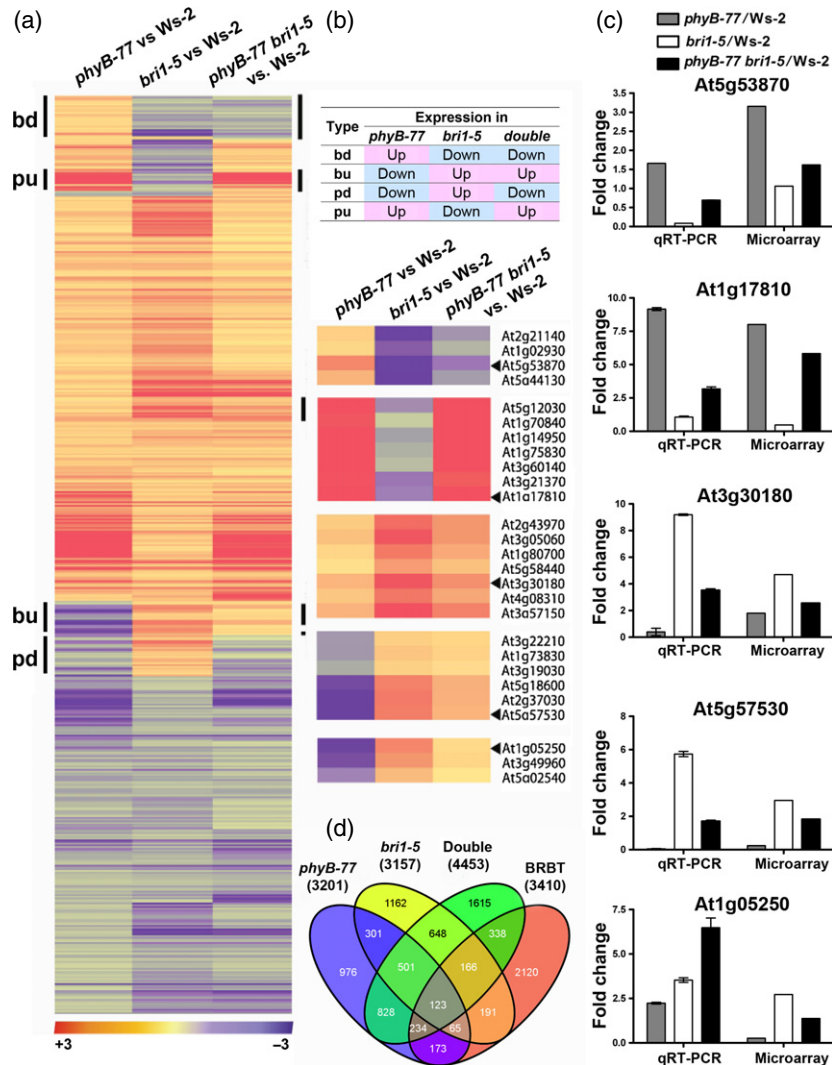 (a)
phyB-77 vs Ws-2
bri1-5 vs Ws-2
phyB-77 bri1-5
vs. Ws-2
bd
pu
bu
pd
+3
−3
(b)
Type
Expression in
phyB-77 bri1-5 double
bd Up Down Down
bu Down Up Up
pd Down Up Down
pu Up Down Up
phyB-77 vs Ws-2
bri1-5 vs Ws-2
phyB-77 bri1-5
vs. Ws-2
At2g21140
At1g02930
At5g53870
At5g44130
At5g12030
At1g70840
At1g14950
At1g75830
At3g60140
At3g21370
At1g17810
At2g43970
At3g05060
At1g80700
At5g58440
At3g30180
At4g08310
At3g57150
At3g22210
At1g73830
At3g19030
At5g18600
At2g37030
At5g57530
At1g05250
At3g49960
At5g02540
(d)
phyB-77
(3201)
bri1-5
(3157)
Double
(4453)
BRBT
(3410)
1162
1615
301
648
338
976
501
166
2120
123
828
191
234
65
173
(c)
phyB-77/Ws-2
bri1-5/Ws-2
phyB-77 bri1-5/Ws-2
At5g53870
Fold change
3.5
3.0
2.5
2.0
1.5
1.0
0.5
0.0
qRT-PCR Microarray
At1g17810
Fold change
10.0
7.5
5.0
2.5
0.0
qRT-PCR Microarray
At3g30180
Fold change
10
8
6
4
2
0
qRT-PCR Microarray
At5g57530
Fold change
8
6
4
2
0
qRT-PCR Microarray
At1g05250
Fold change
7.5
5.0
2.5
0.0
qRT-PCR Microarray